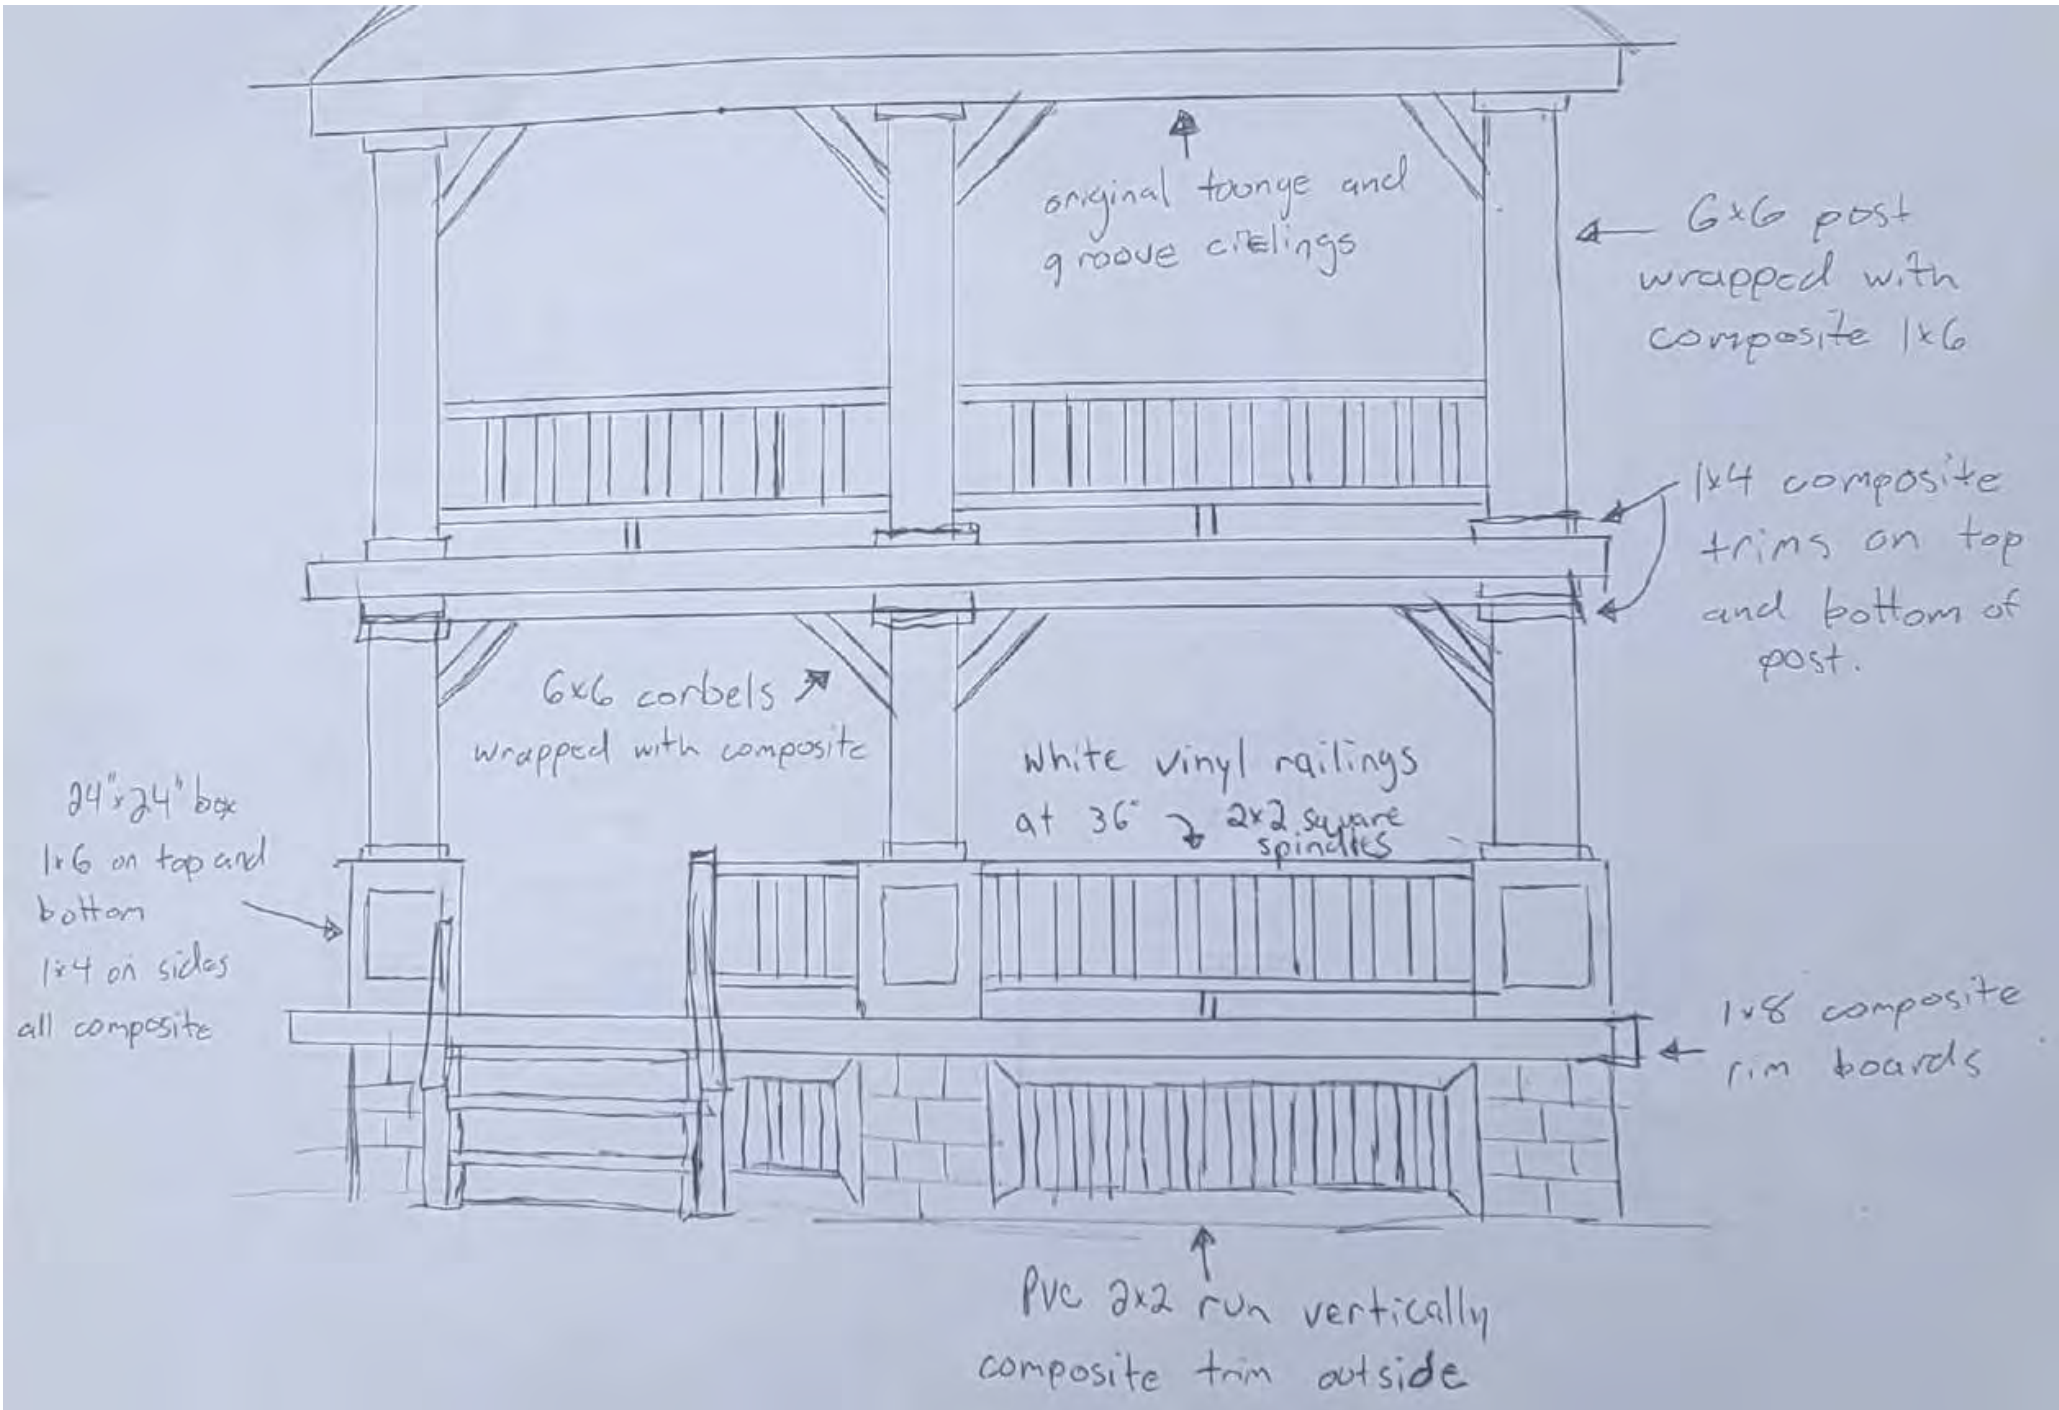 original tounge and
groove cielings
6x6 post
wrapped with
composite 1x6
1x4 composite
trims on top
and bottom of
post.
6x6 corbels
wrapped with composite
White vinyl railings
at 36" 2x2 square
spindles
24"x24" box
1x6 on top and
bottom
1x4 on sides
all composite
1x8 composite
rim boards
PVC 2x2 run vertically
composite trim outside